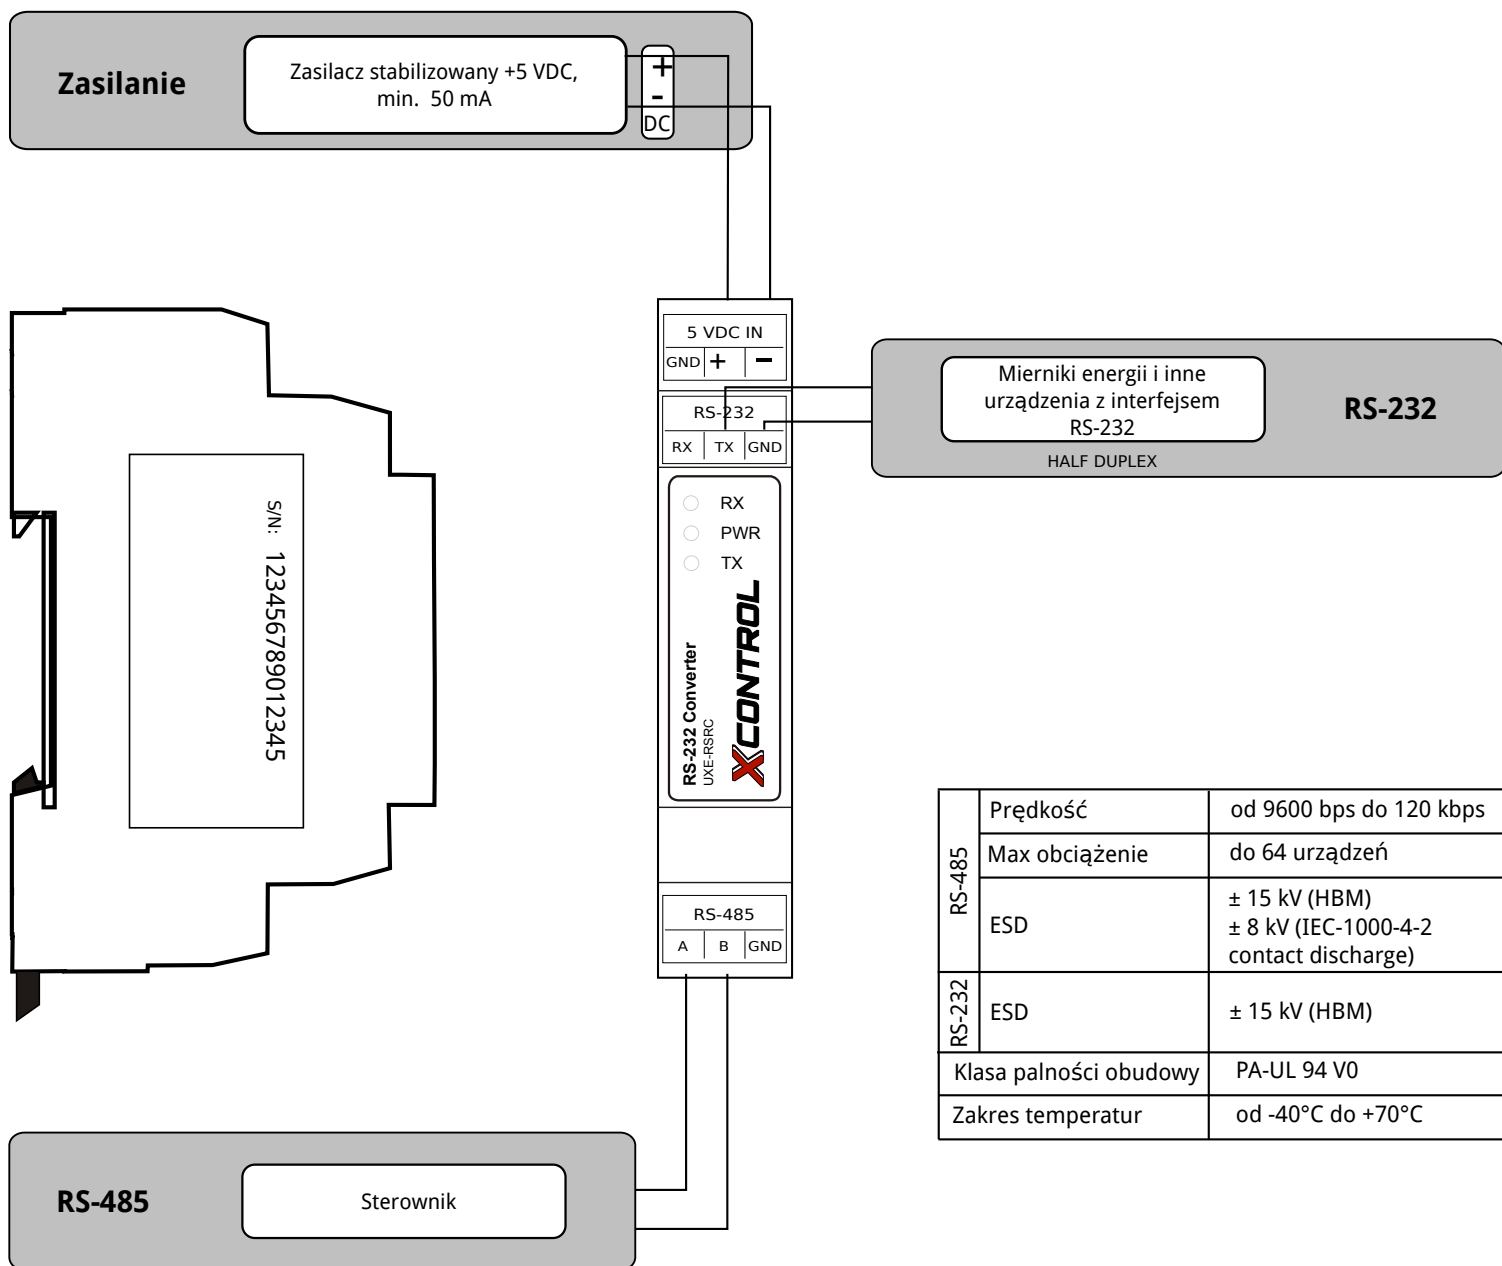 Zasilanie
Zasilacz stabilizowany +5 VDC,
min. 50 mA
+
-
DC
5 VDC IN
GND + −
RS-232
RX TX GND
RX
PWR
TX
RS-232 Converter
UXE-RSRC
XCONTROL
RS-485
A B GND
Mierniki energii i inne
urządzenia z interfejsem
RS-232
HALF DUPLEX
RS-232
S/N: 123456789012345
RS-485
Prędkość od 9600 bps do 120 kbps
Max obciążenie do 64 urządzeń
ESD
± 15 kV (HBM)
± 8 kV (IEC-1000-4-2
contact discharge)
RS-232
ESD ± 15 kV (HBM)
Klasa palności obudowy PA-UL 94 V0
Zakres temperatur od -40°C do +70°C
RS-485
Sterownik